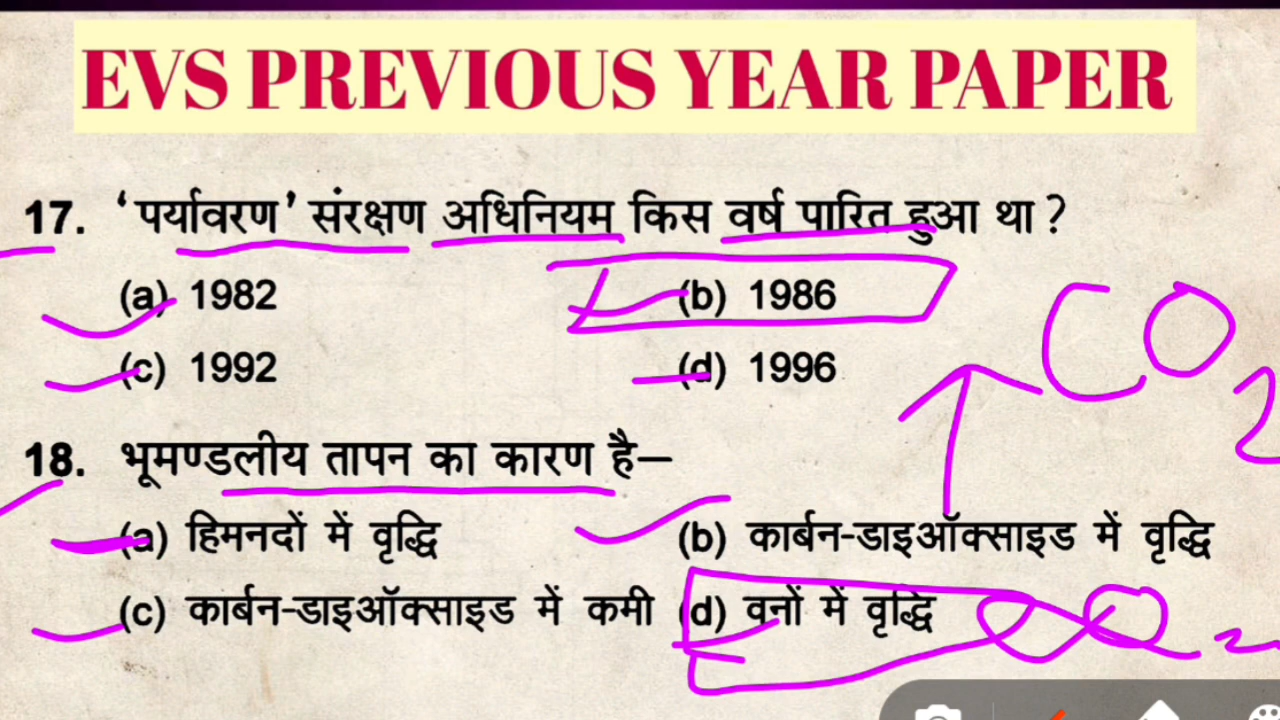 EVS PREVIOUS YEAR PAPER
17. ‘पर्यावरण’ संरक्षण अधिनियम किस वर्ष पारित हुआ था ?
(a) 1982 (b) 1986
(c) 1992 (d) 1996
↑ CO2
18. भूमण्डलीय तापन का कारण है—
(a) हिमनदों में वृद्धि (b) कार्बन-डाइऑक्साइड में वृद्धि
(c) कार्बन-डाइऑक्साइड में कमी (d) वनों में वृद्धि